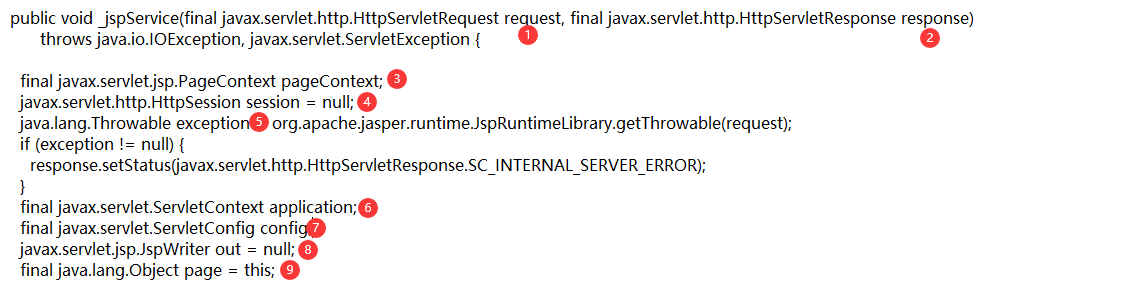 public void _jspService(final javax.servlet.http.HttpServletRequest request, final javax.servlet.http.HttpServletResponse response)
1
2
throws java.io.IOException, javax.servlet.ServletException {
final javax.servlet.jsp.PageContext pageContext; 3
javax.servlet.http.HttpSession session = null; 4
java.lang.Throwable exception 5 org.apache.jasper.runtime.JspRuntimeLibrary.getThrowable(request);
if (exception != null) {
response.setStatus(javax.servlet.http.HttpServletResponse.SC_INTERNAL_SERVER_ERROR);
}
final javax.servlet.ServletContext application; 6
final javax.servlet.ServletConfig config 7
javax.servlet.jsp.JspWriter out = null; 8
final java.lang.Object page = this; 9